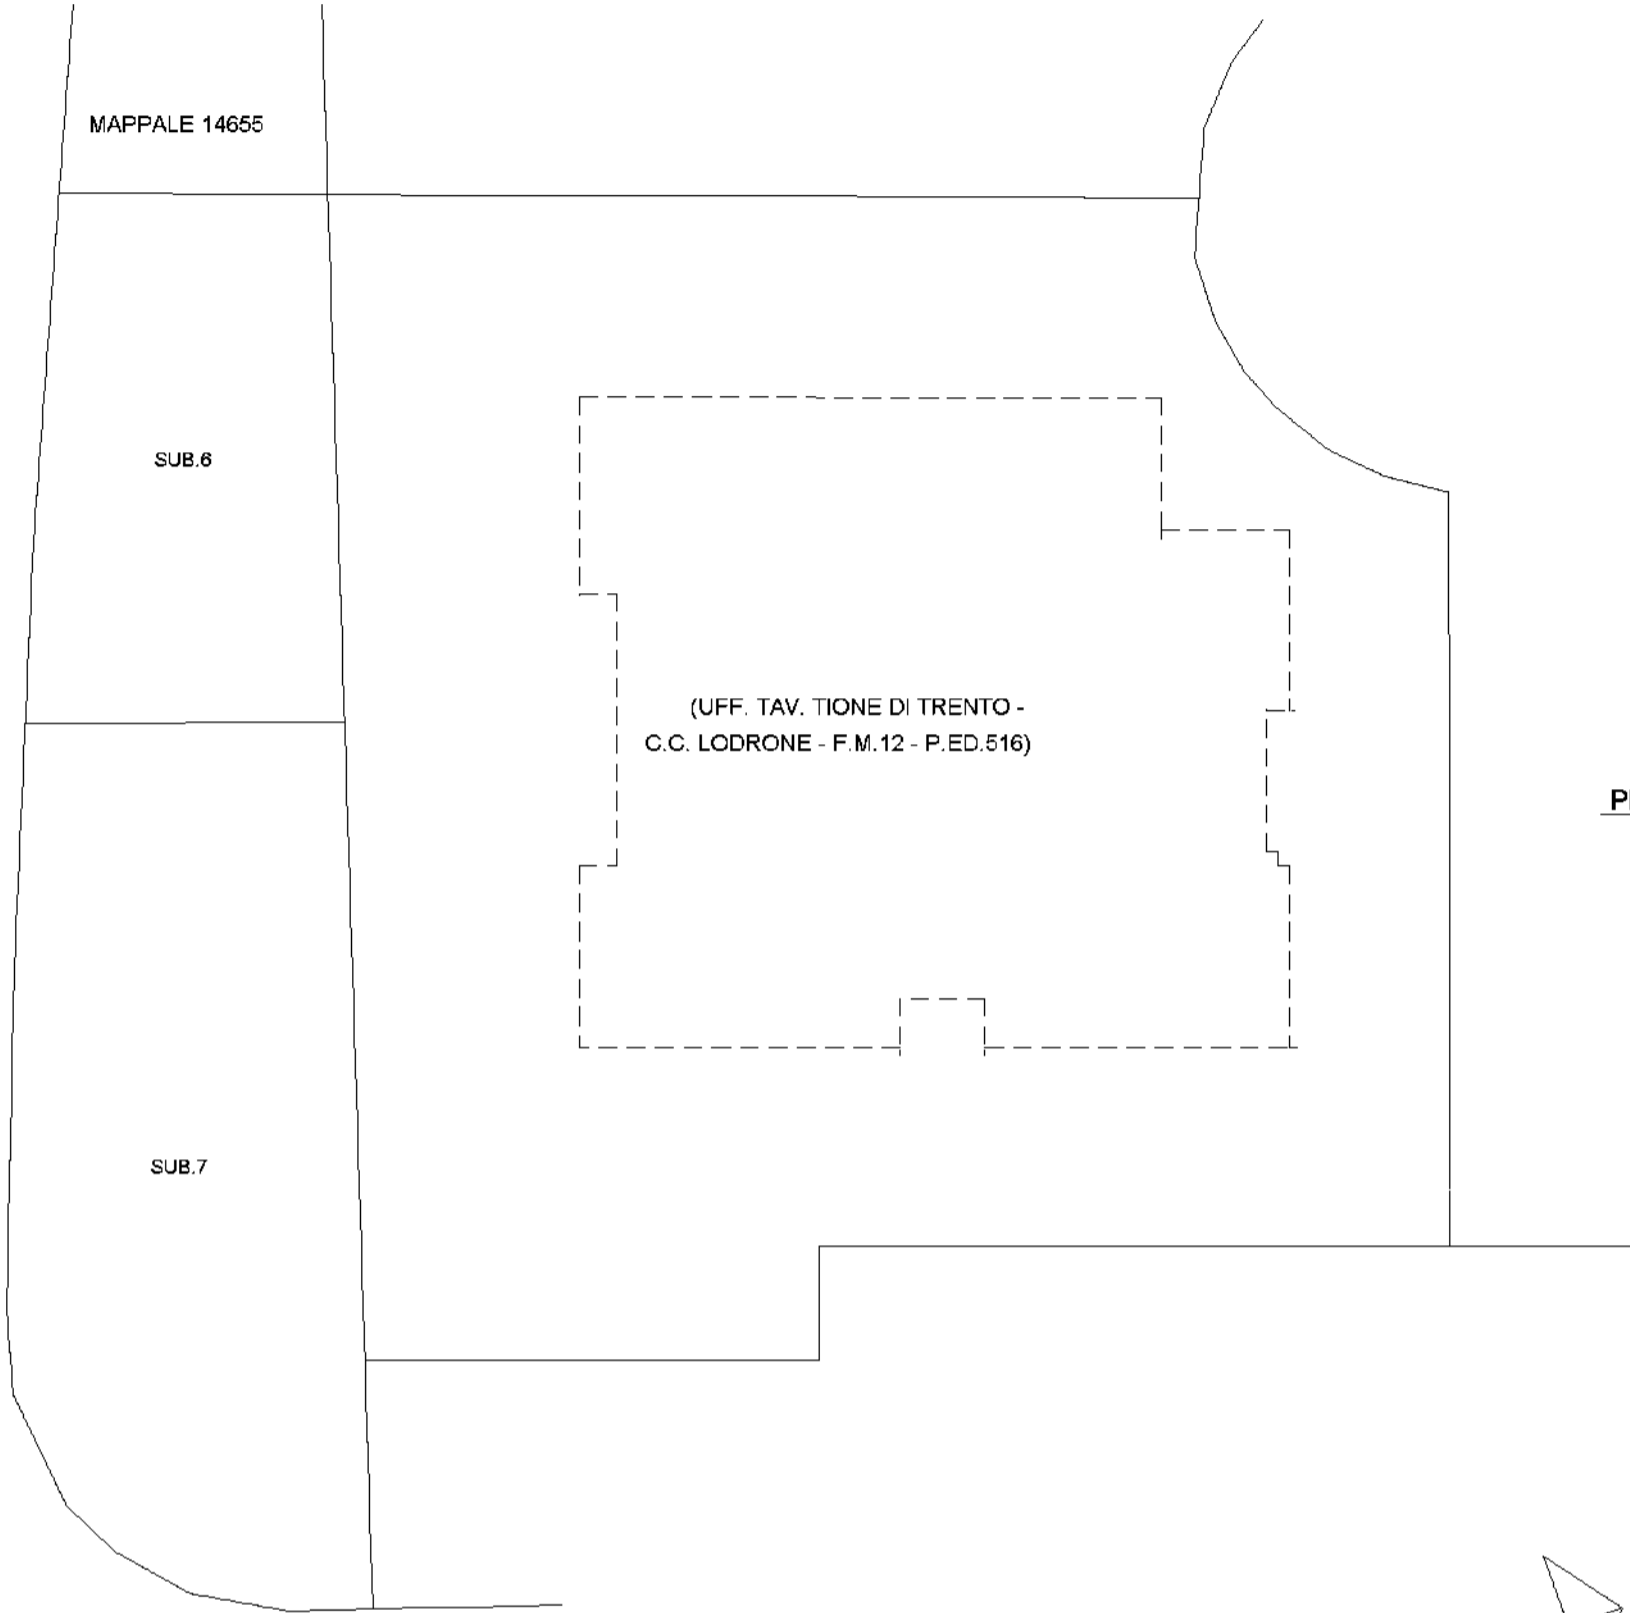 MAPPALE 14655
SUB.6
(UFF. TAV. TIONE DI TRENTO -
C.C. LODRONE - F.M.12 - P.ED.516)
SUB.7